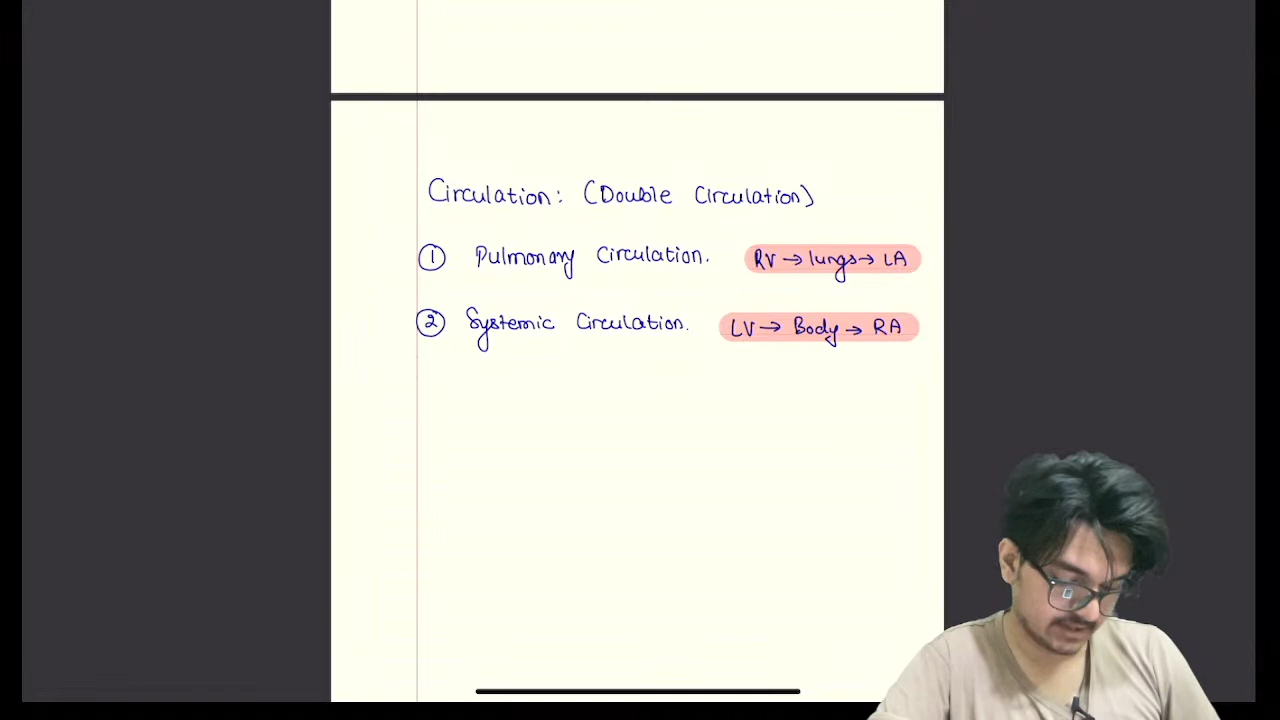 Circulation: (Double Circulation)
① Pulmonary Circulation. RV → lungs → LA
② Systemic Circulation. LV → Body → RA